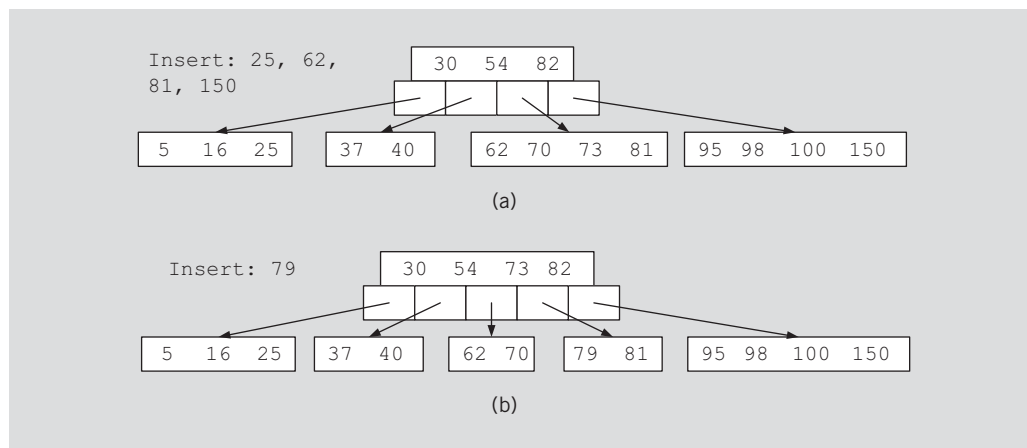 Insert: 25, 62,
81, 150
30 54 82
5 16 25
37 40
62 70 73 81
95 98 100 150
(a)
Insert: 79
30 54 73 82
5 16 25
37 40
62 70
79 81
95 98 100 150
(b)